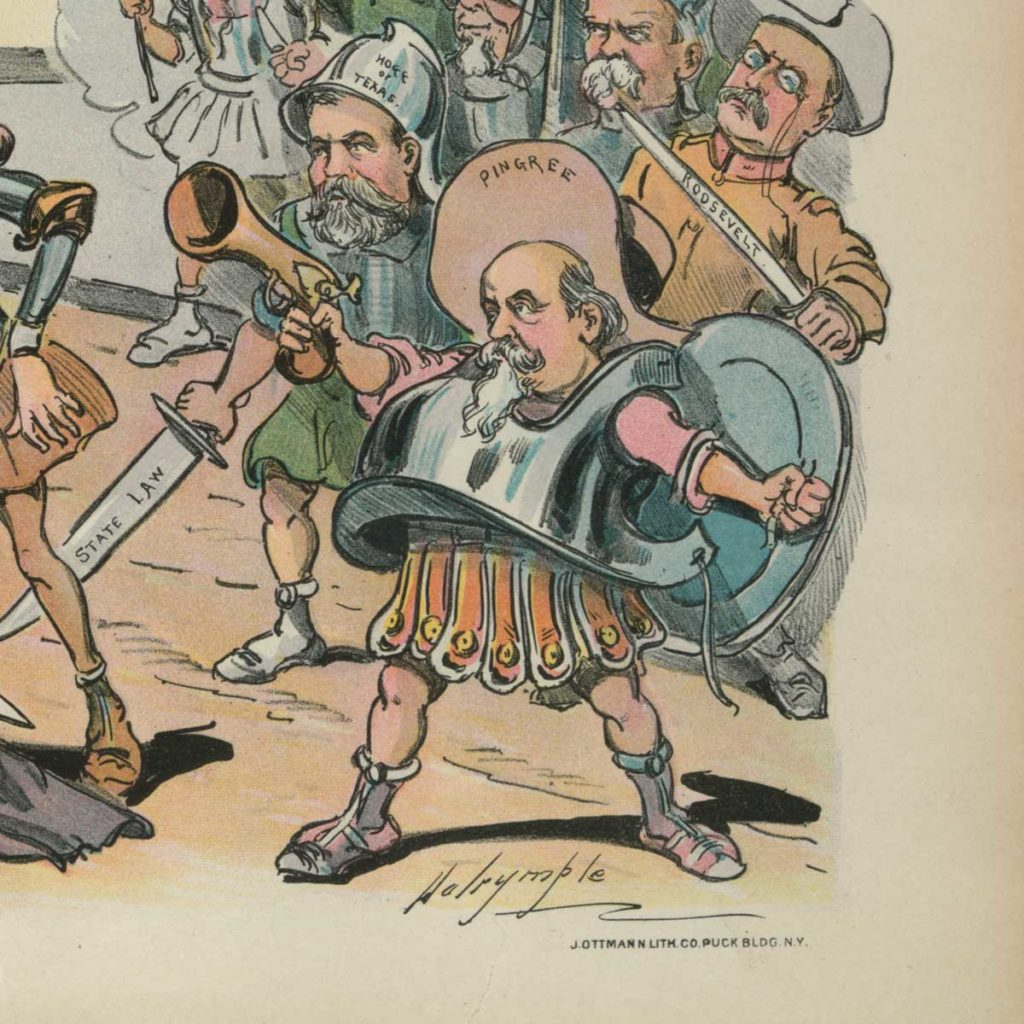 HOGG
OF
TEXAS
PINGREE
ROOSEVELT
STATE LAW
Dalrymple
J.OTTMANN.LITH.CO.PUCK BLDG.N.Y.